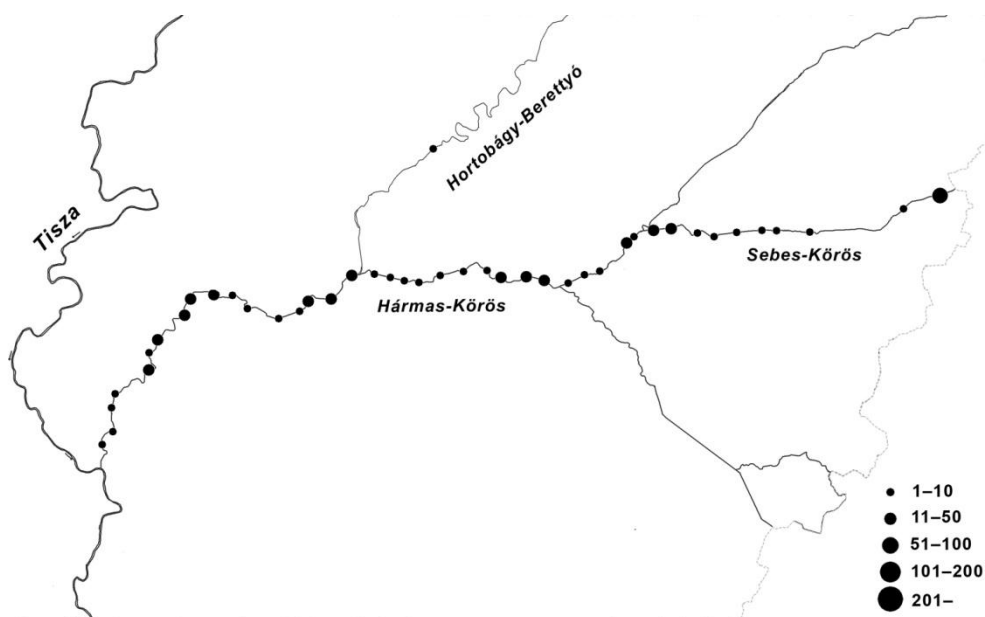 Tisza
Hortobágy-Berettyó
Sebes-Körös
Hármas-Körös
1–10
11–50
51–100
101–200
201–